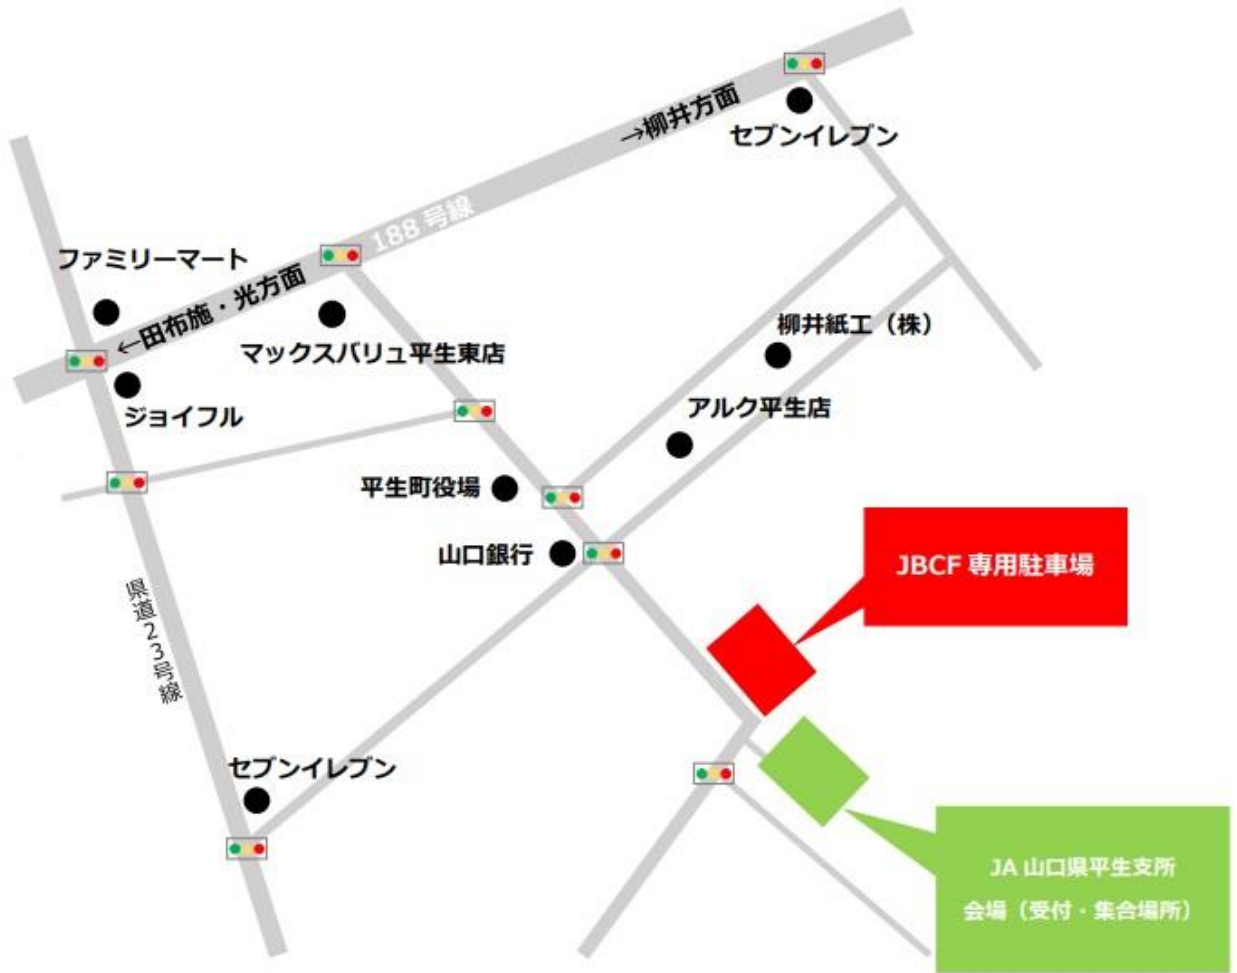 →柳井方面
セブンイレブン
188号線
ファミリーマート
←田布施・光方面
マックスバリュ平生東店
柳井紙工（株）
ジョイフル
アルク平生店
平生町役場
山口銀行
JBCF 専用駐車場
県道23号線
セブンイレブン
JA 山口県平生支所
会場（受付・集合場所）